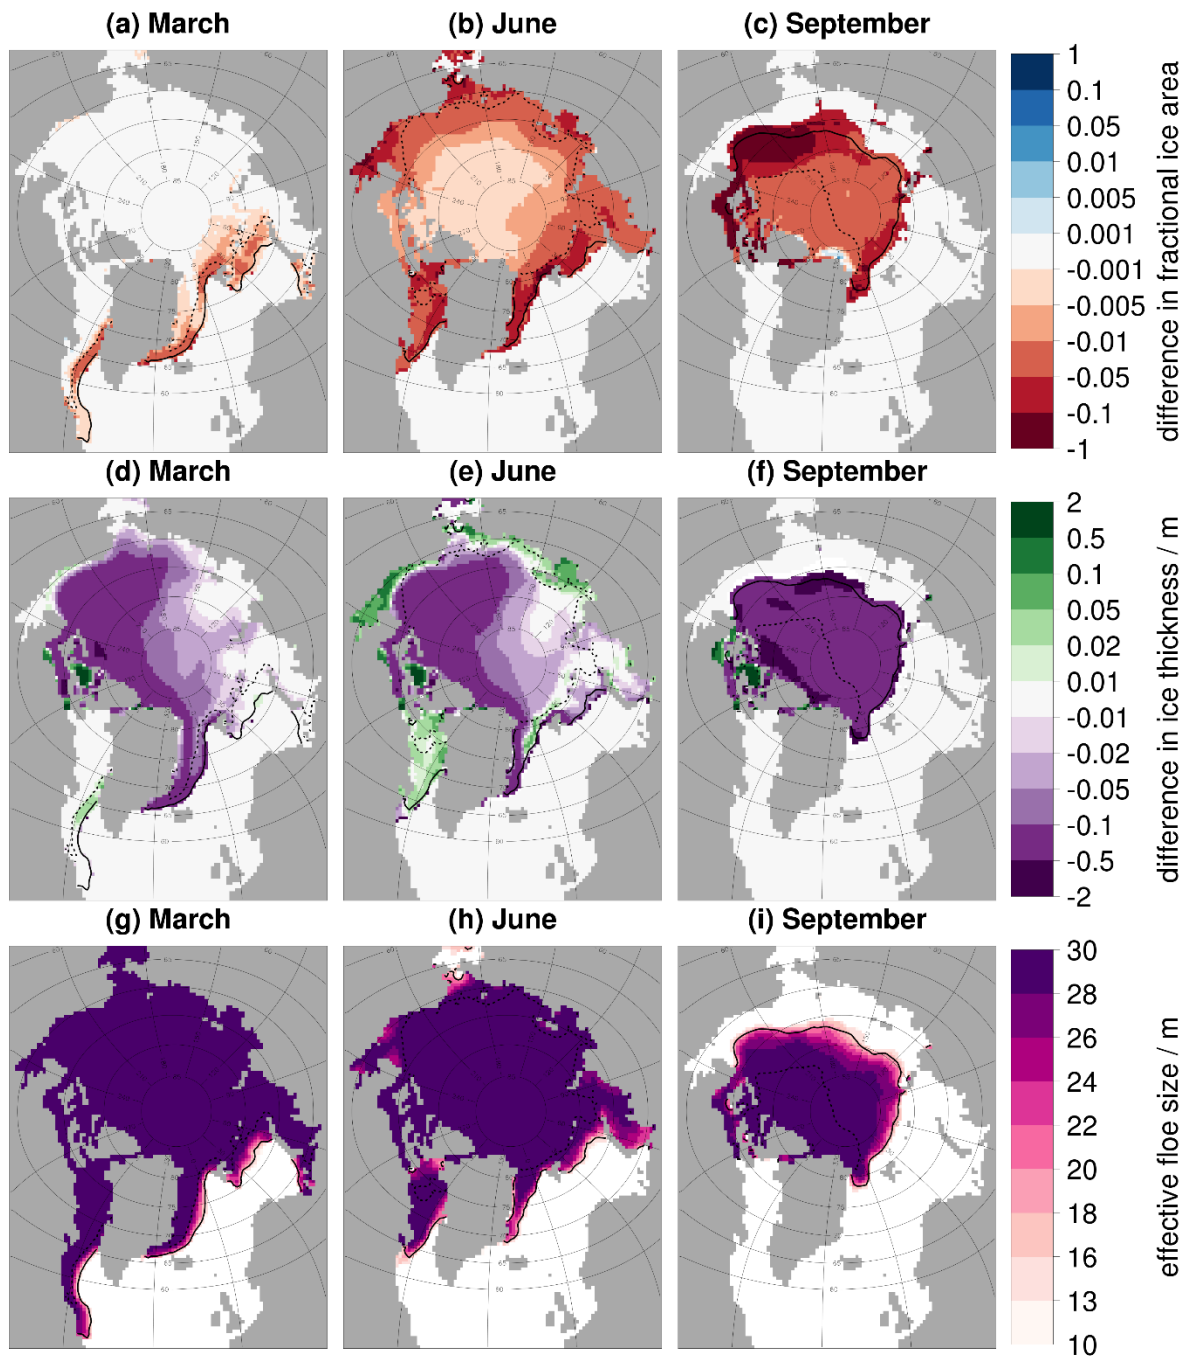 (a) March
(b) June
(c) September
1
0.1
0.05
0.01
0.005
0.001
-0.001
-0.005
-0.01
-0.05
-0.1
-1
difference in fractional ice area
(d) March
(e) June
(f) September
2
0.5
0.1
0.05
0.02
0.01
-0.01
-0.02
-0.05
-0.1
-0.5
-2
difference in ice thickness / m
(g) March
(h) June
(i) September
30
28
26
24
22
20
18
16
13
10
effective floe size / m